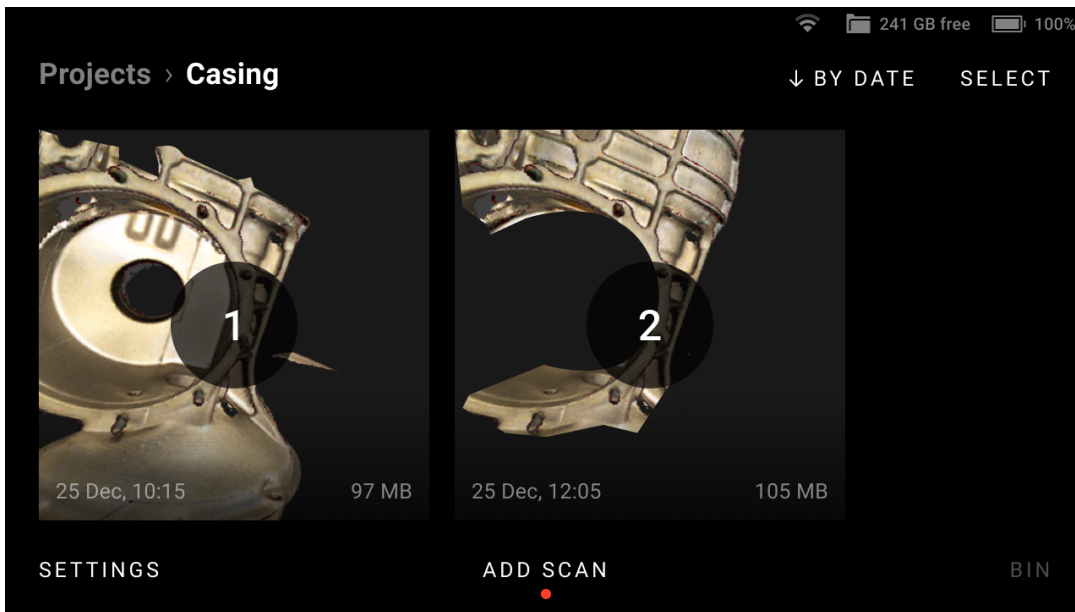 241 GB free 100%
Projects › Casing
↓ BY DATE SELECT
1
2
25 Dec, 10:15 97 MB
25 Dec, 12:05 105 MB
SETTINGS ADD SCAN BIN